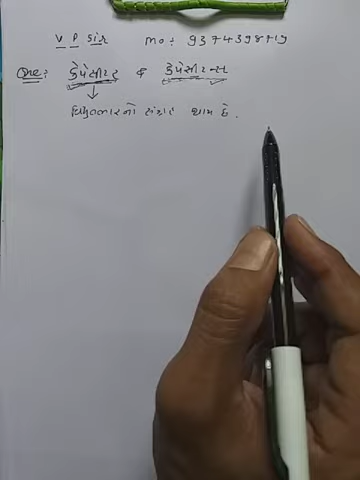 V P Sir mo: 9374398719
Que: કેપેસીટર & કેપેસીટન્સ
વિદ્યુતભારનો સંગ્રહ થાય છે.